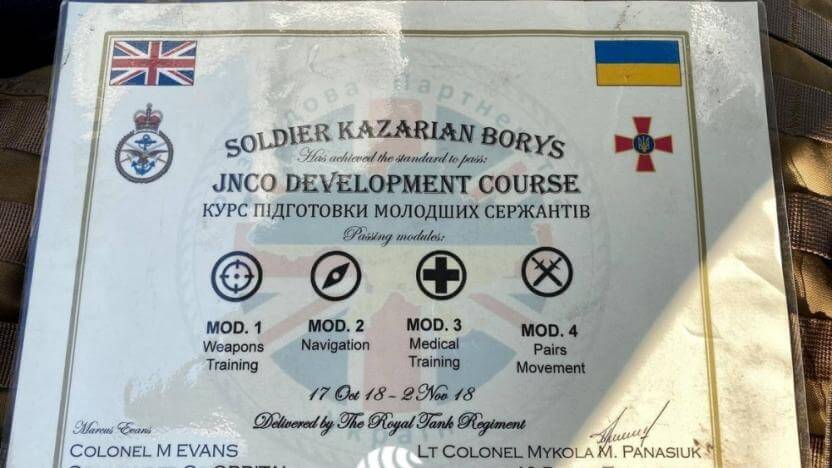 SOLDIER KAZARIAN BORYS
Has achieved the standard to pass:
JNCO DEVELOPMENT COURSE
КУРС ПІДГОТОВКИ МОЛОДШИХ СЕРЖАНТІВ
Passing modules:
MOD. 1 MOD. 2 MOD. 3 MOD. 4
Weapons Training
Navigation
Medical Training
Pairs Movement
17 Oct 18 - 2 Nov 18
Delivered by The Royal Tank Regiment
Marcus Evans
COLONEL M EVANS
LT COLONEL MYKOLA M. PANASIUK